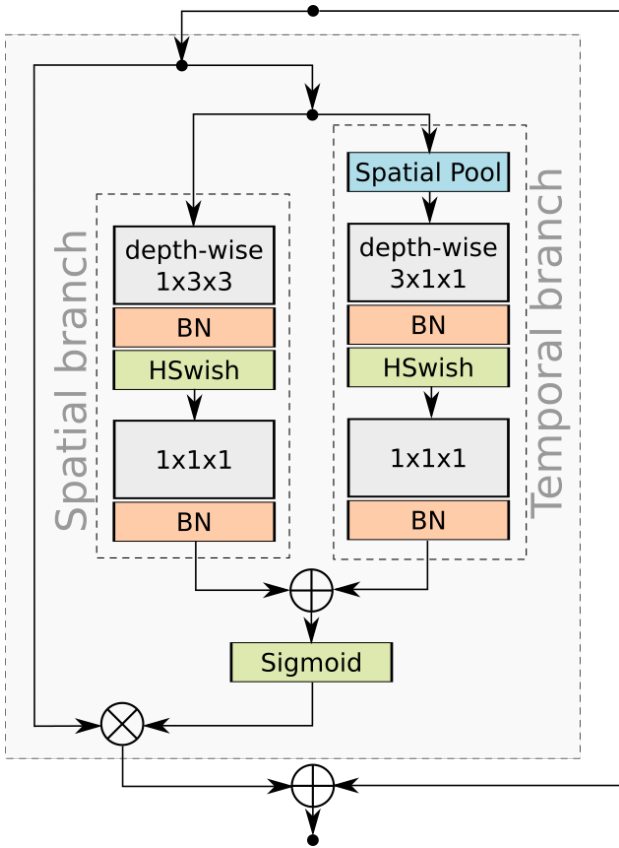 Spatial branch
depth-wise
1x3x3
BN
HSwish
1x1x1
BN
Spatial Pool
depth-wise
3x1x1
BN
HSwish
1x1x1
BN
Temporal branch
Sigmoid